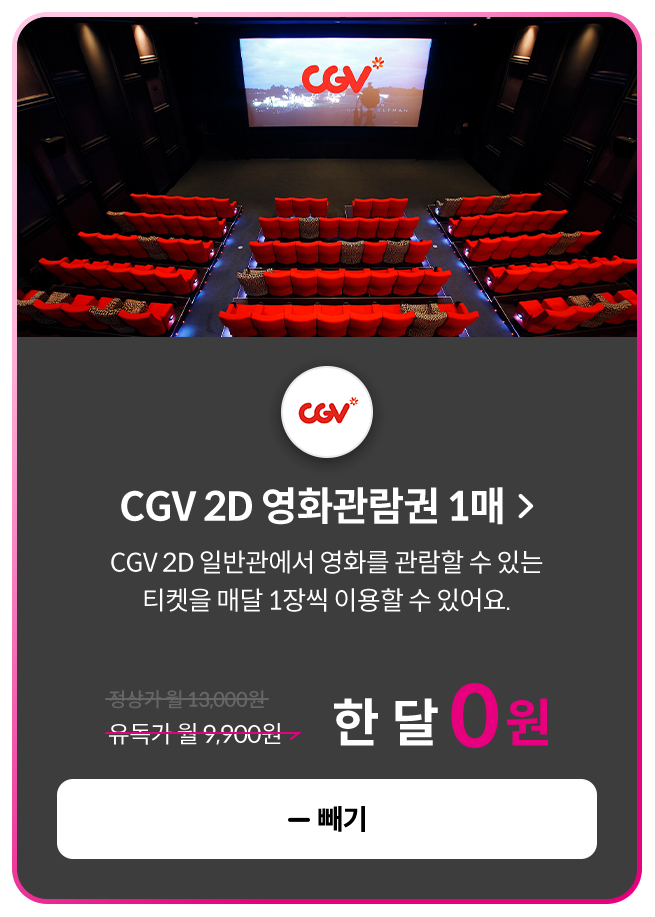 CGV
CGV
CGV 2D 영화관람권 1매 >
CGV 2D 일반관에서 영화를 관람할 수 있는
티켓을 매달 1장씩 이용할 수 있어요.
정상가 월 13,000원
유독가 월 9,900원
한 달 0원
— 빼기